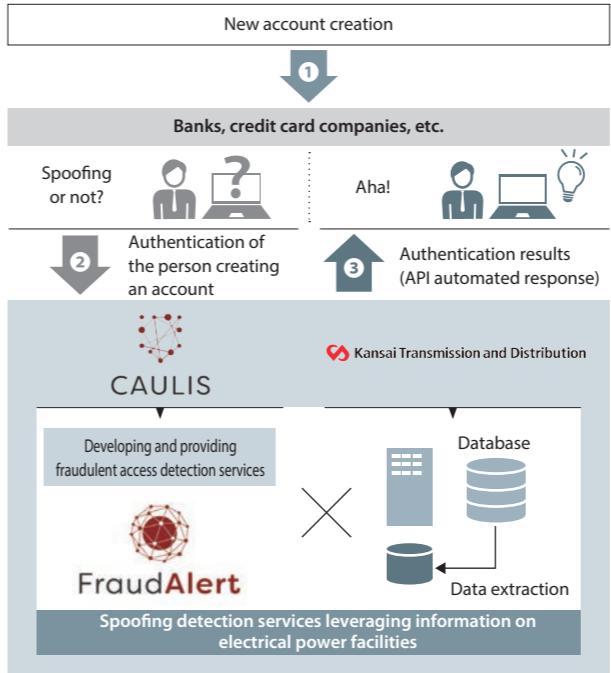 New account creation
1
Banks, credit card companies, etc.
Spoofing
or not?
?
Aha!
2
Authentication of
the person creating
an account
3
Authentication results
(API automated response)
CAULIS
Kansai Transmission and Distribution
Developing and providing
fraudulent access detection services
FraudAlert
Database
Data extraction
Spoofing detection services leveraging information on
electrical power facilities